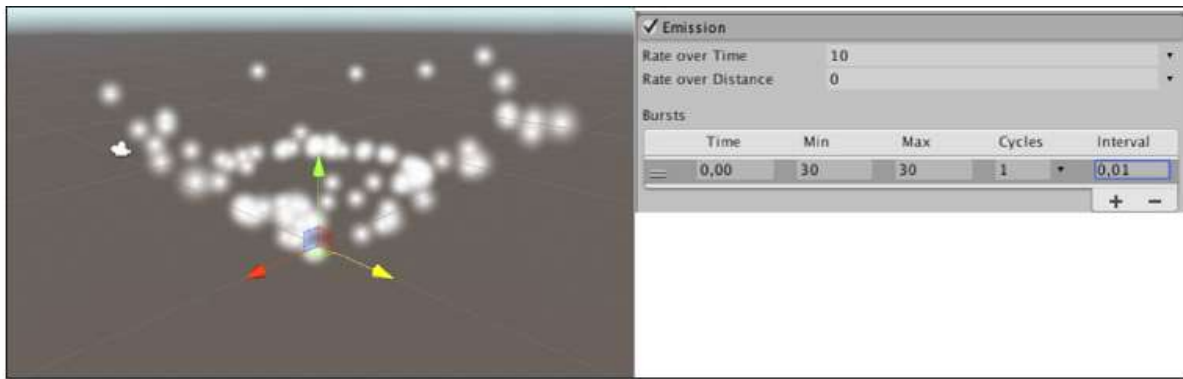 Emission
Rate over Time 10
Rate over Distance 0
Bursts
Time Min Max Cycles Interval
0,00 30 30 1 0,01
+ −